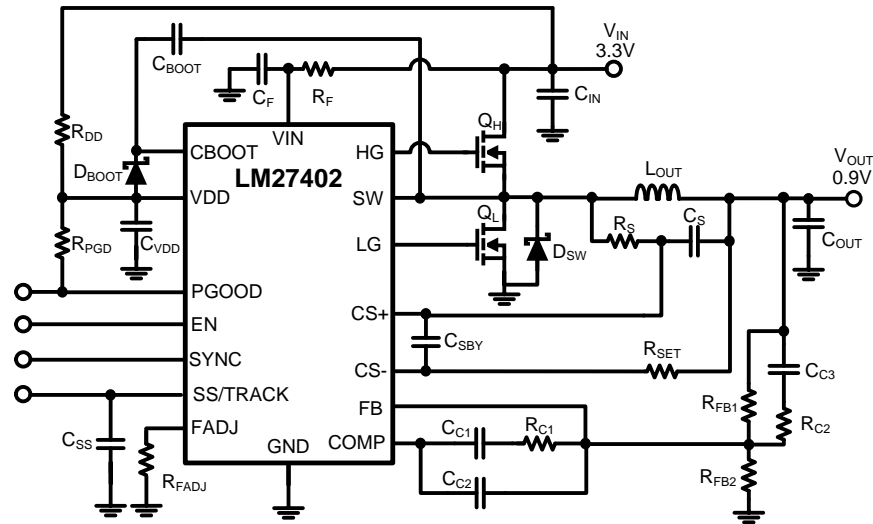 V_IN
3.3V
C_BOOT
C_F
R_F
C_IN
R_DD
VIN
Q_H
CBOOT
HG
D_BOOT
LM27402
L_OUT
V_OUT
0.9V
VDD
SW
Q_L
R_S
C_S
R_PGD
C_VDD
LG
D_SW
C_OUT
PGOOD
CS+
EN
C_SBY
SYNC
CS-
R_SET
C_C3
SS/TRACK
FB
R_FB1
R_C2
C_SS
FADJ
GND
COMP
C_C1
R_C1
R_FADJ
C_C2
R_FB2